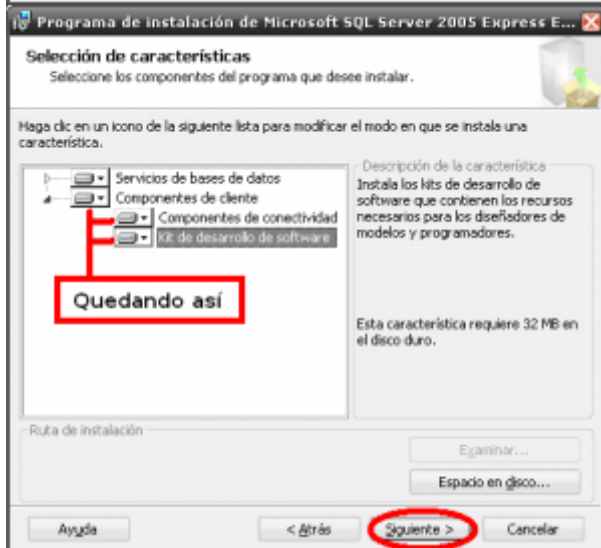 Programa de instalación de Microsoft SQL Server 2005 Express E...
Selección de características
Seleccione los componentes del programa que desee instalar.
Haga clic en un icono de la siguiente lista para modificar el modo en que se instala una
característica.
Servicios de bases de datos
Componentes de cliente
Componentes de conectividad
Kit de desarrollo de software
Quedando así
Descripción de la característica
Instala los kits de desarrollo de
software que contienen los recursos
necesarios para los diseñadores de
modelos y programadores.
Esta característica requiere 32 MB en
el disco duro.
Ruta de instalación
Examinar...
Espacio en disco...
Ayuda
< Atrás
Siguiente >
Cancelar